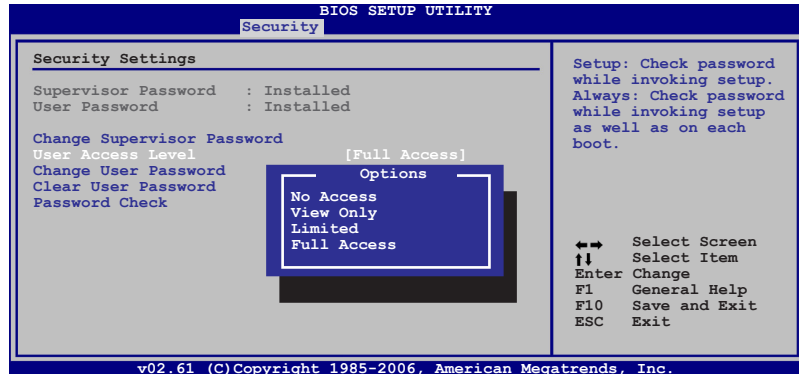 BIOS SETUP UTILITY
Security
Security Settings
Supervisor Password : Installed
User Password : Installed
Change Supervisor Password
User Access Level [Full Access]
Change User Password
Clear User Password
Password Check
Options
No Access
View Only
Limited
Full Access
Setup: Check password
while invoking setup.
Always: Check password
while invoking setup
as well as on each
boot.
←→ Select Screen
↑↓ Select Item
Enter Change
F1 General Help
F10 Save and Exit
ESC Exit
v02.61 (C)Copyright 1985-2006, American Megatrends, Inc.